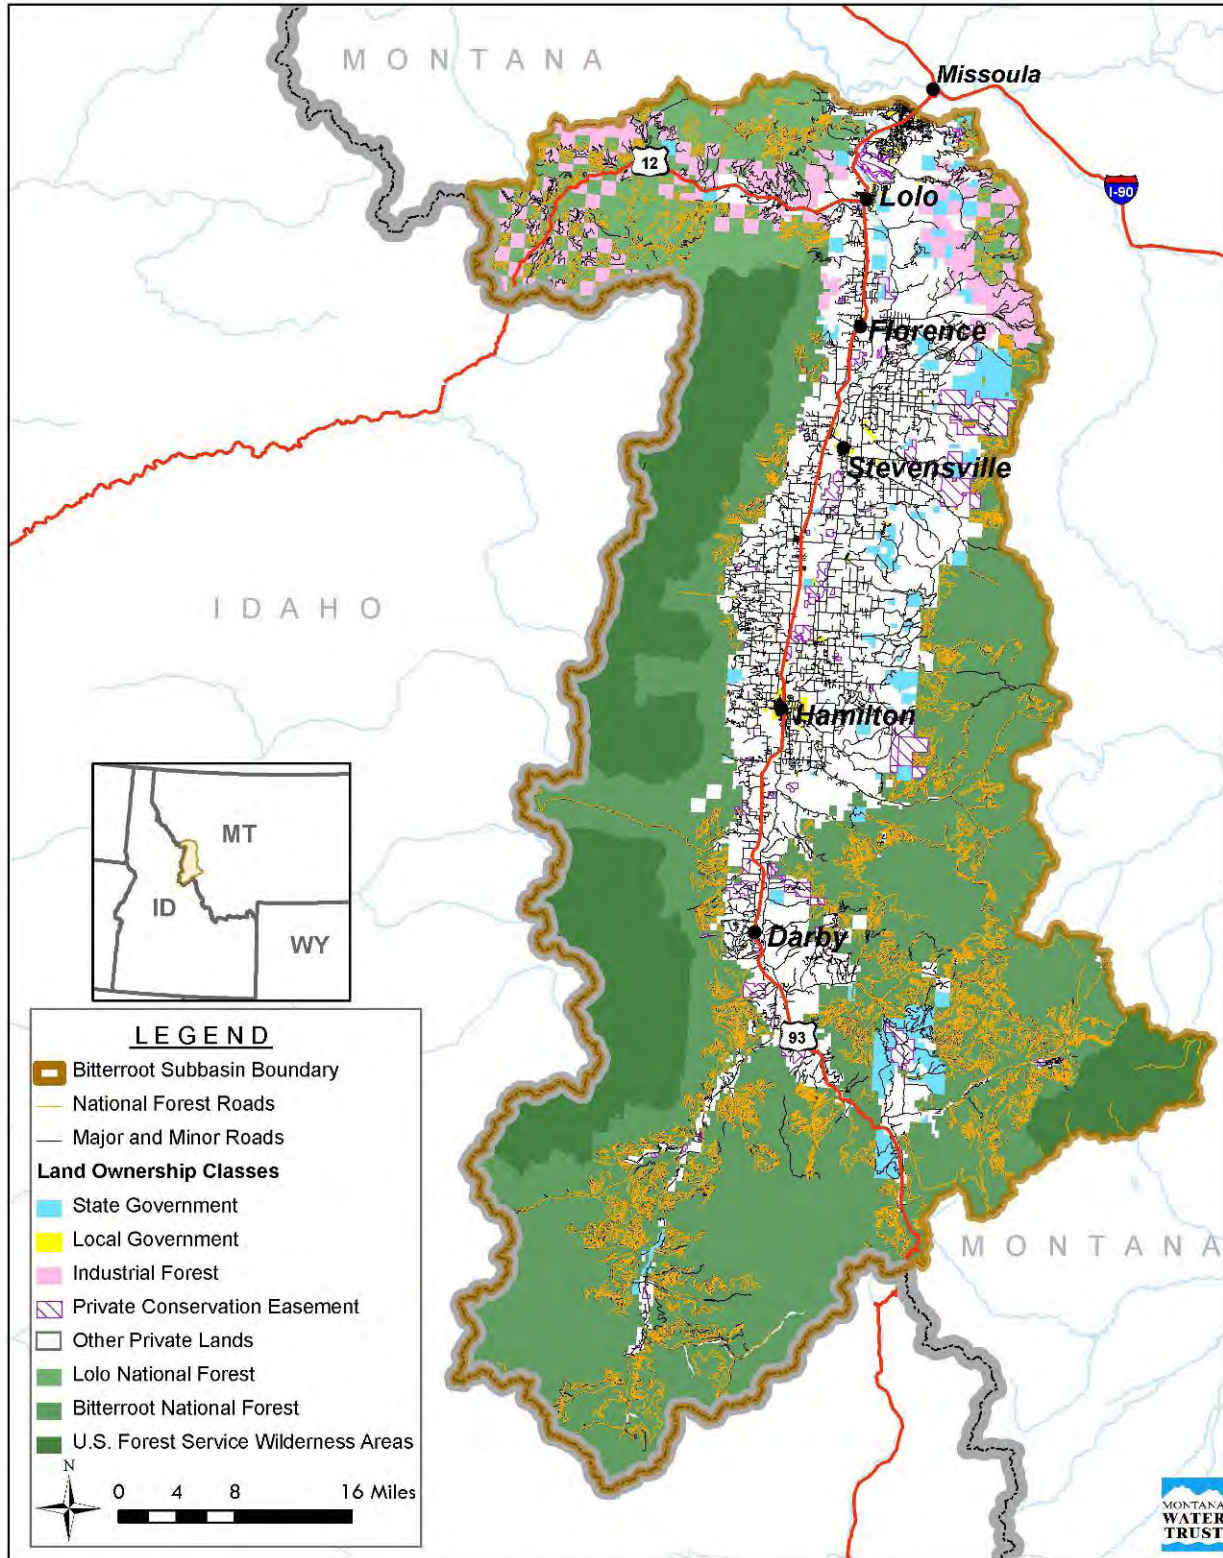 MONTANA
Missoula
12
I-90
Lolo
Florence
Stevensville
IDAHO
Hamilton
MT
ID
WY
Darby
93
MONTANA
LEGEND
Bitterroot Subbasin Boundary
National Forest Roads
Major and Minor Roads
Land Ownership Classes
State Government
Local Government
Industrial Forest
Private Conservation Easement
Other Private Lands
Lolo National Forest
Bitterroot National Forest
U.S. Forest Service Wilderness Areas
N
0 4 8 16 Miles
MONTANA
WATER
TRUST